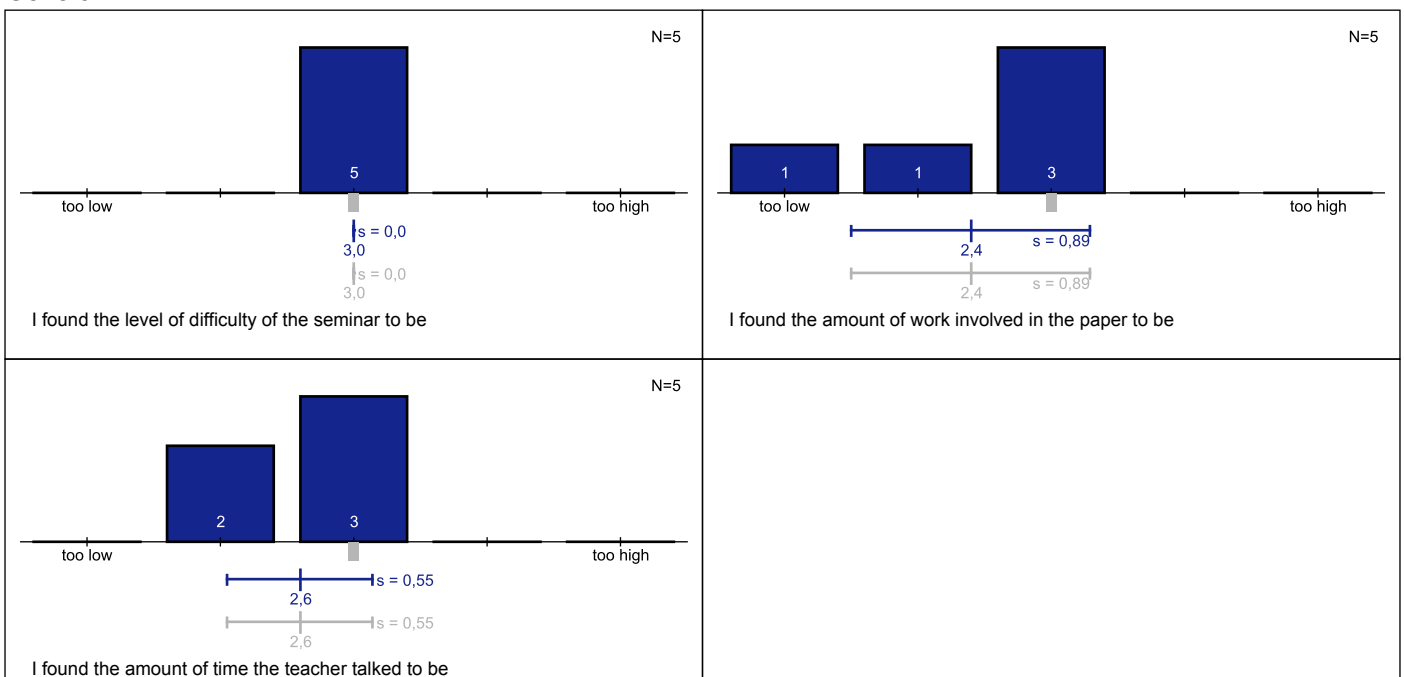 N=5
5
too low
too high
s = 0,0
3,0
s = 0,0
3,0
I found the level of difficulty of the seminar to be
N=5
1
1
3
too low
too high
s = 0,89
2,4
s = 0,89
2,4
I found the amount of work involved in the paper to be
N=5
2
3
too low
too high
s = 0,55
2,6
s = 0,55
2,6
I found the amount of time the teacher talked to be